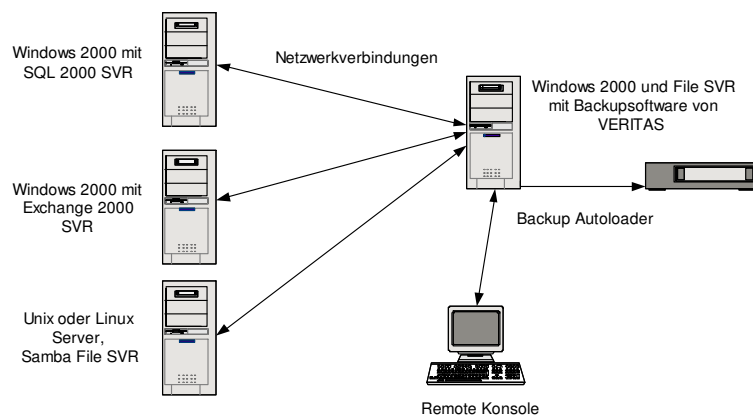 Windows 2000 mit
SQL 2000 SVR
Netzwerkverbindungen
Windows 2000 und File SVR
mit Backupsoftware von
VERITAS
Windows 2000 mit
Exchange 2000
SVR
Backup Autoloader
Unix oder Linux
Server,
Samba File SVR
Remote Konsole